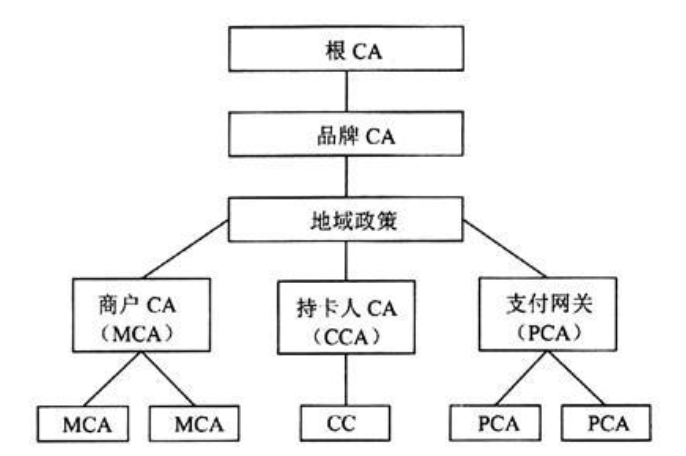 根 CA
品牌 CA
地域政策
商户 CA
（MCA）
持卡人 CA
（CCA）
支付网关
（PCA）
MCA
MCA
CC
PCA
PCA